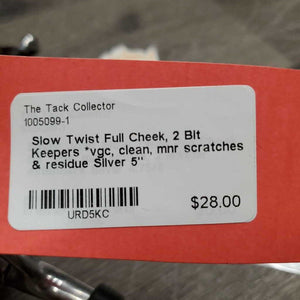 The Tack Collector
1005099-1
Slow Twist Full Cheek, 2 Bit
Keepers *vgc, clean, mnr scratches
& residue Silver 5"
URD5KC
$28.00